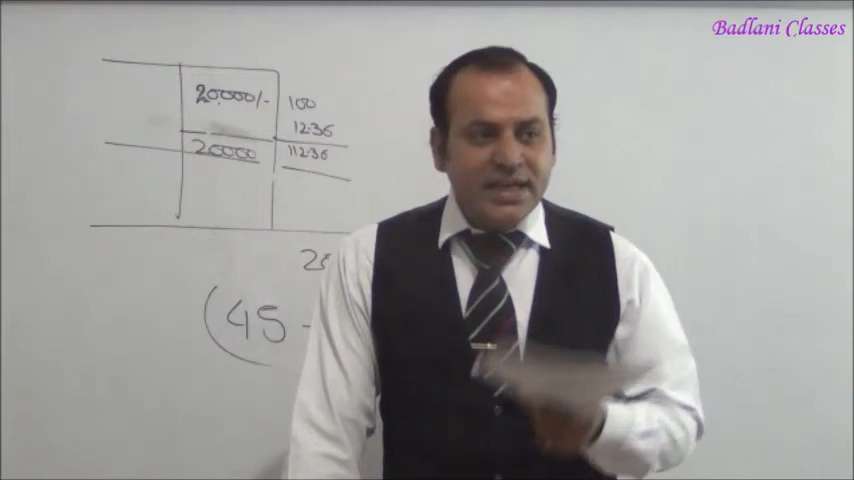 Badlani Classes
20.000/- 100
12.36
20000 112.36
(45 -